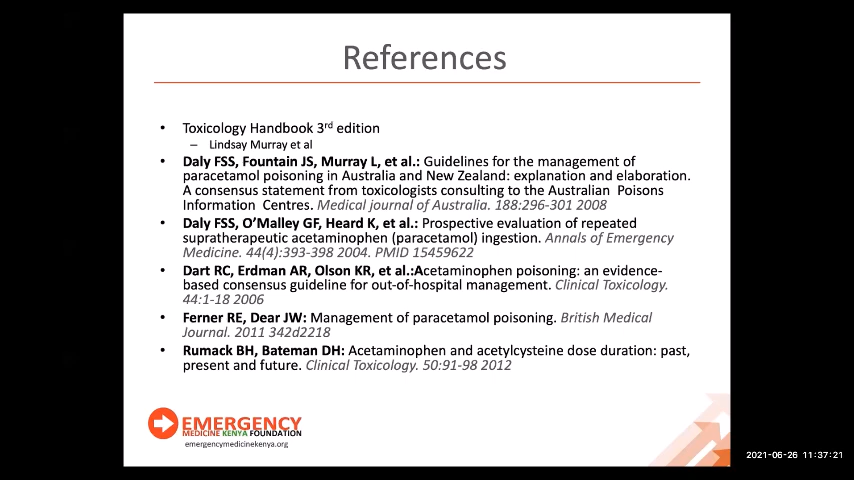 References
• Toxicology Handbook 3rd edition
– Lindsay Murray et al
• Daly FSS, Fountain JS, Murray L, et al.: Guidelines for the management of
paracetamol poisoning in Australia and New Zealand: explanation and elaboration.
A consensus statement from toxicologists consulting to the Australian Poisons
Information Centres. Medical journal of Australia. 188:296-301 2008
• Daly FSS, O’Malley GF, Heard K, et al.: Prospective evaluation of repeated
supratherapeutic acetaminophen (paracetamol) ingestion. Annals of Emergency
Medicine. 44(4):393-398 2004. PMID 15459622
• Dart RC, Erdman AR, Olson KR, et al.:Acetaminophen poisoning: an evidence-
based consensus guideline for out-of-hospital management. Clinical Toxicology.
44:1-18 2006
• Ferner RE, Dear JW: Management of paracetamol poisoning. British Medical
Journal. 2011 342d2218
• Rumack BH, Bateman DH: Acetaminophen and acetylcysteine dose duration: past,
present and future. Clinical Toxicology. 50:91-98 2012
EMERGENCY
MEDICINE KENYA FOUNDATION
emergencymedicinekenya.org
2021-06-26 11:37:21